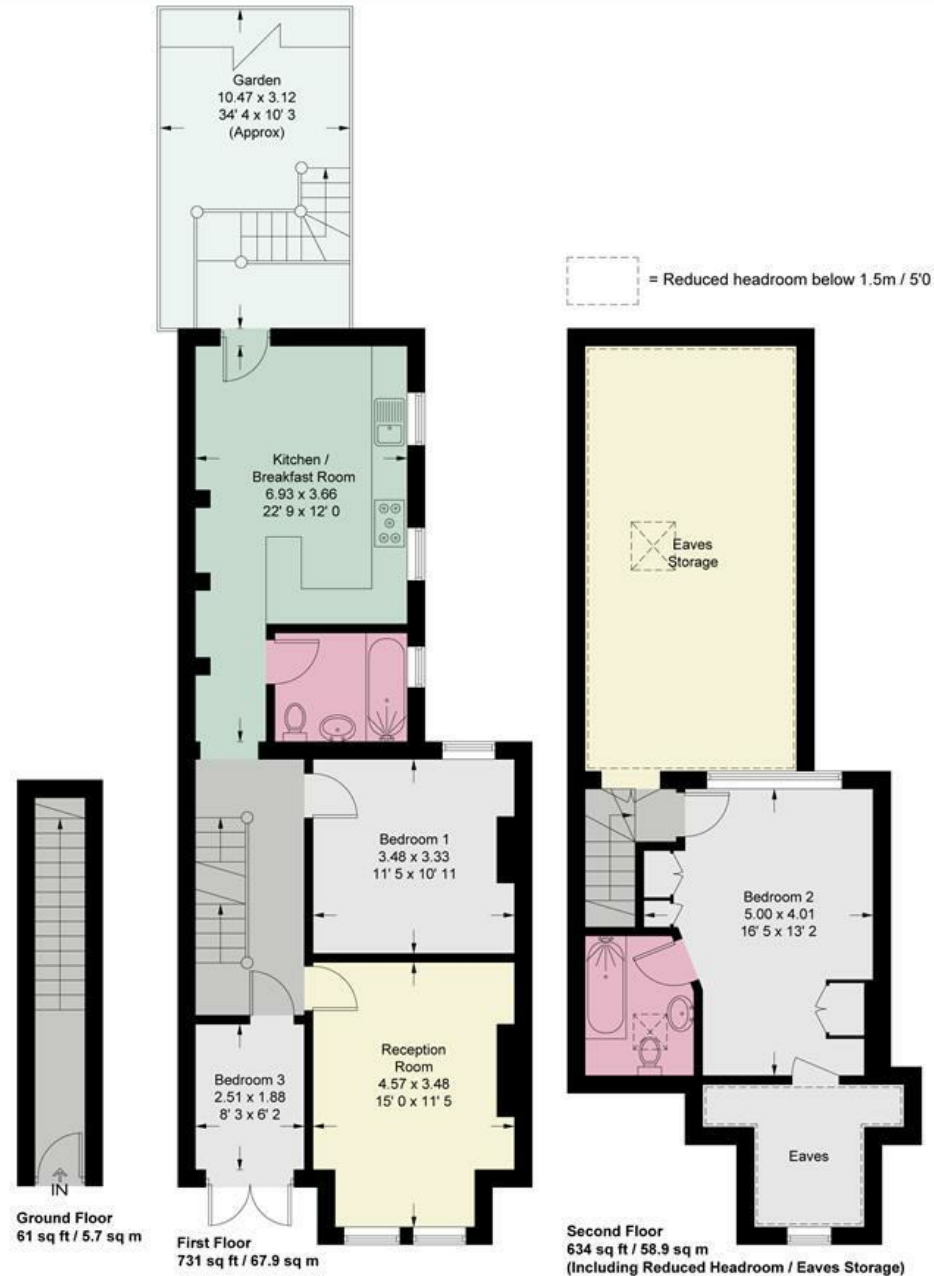 Garden
10.47 x 3.12
34' 4 x 10' 3
(Approx)
= Reduced headroom below 1.5m / 5'0
Kitchen /
Breakfast Room
6.93 x 3.66
22' 9 x 12' 0
Eaves
Storage
Bedroom 1
3.48 x 3.33
11' 5 x 10' 11
Bedroom 2
5.00 x 4.01
16' 5 x 13' 2
Reception
Room
4.57 x 3.48
15' 0 x 11' 5
Bedroom 3
2.51 x 1.88
8' 3 x 6' 2
Eaves
IN
Ground Floor
61 sq ft / 5.7 sq m
First Floor
731 sq ft / 67.9 sq m
Second Floor
634 sq ft / 58.9 sq m
(Including Reduced Headroom / Eaves Storage)